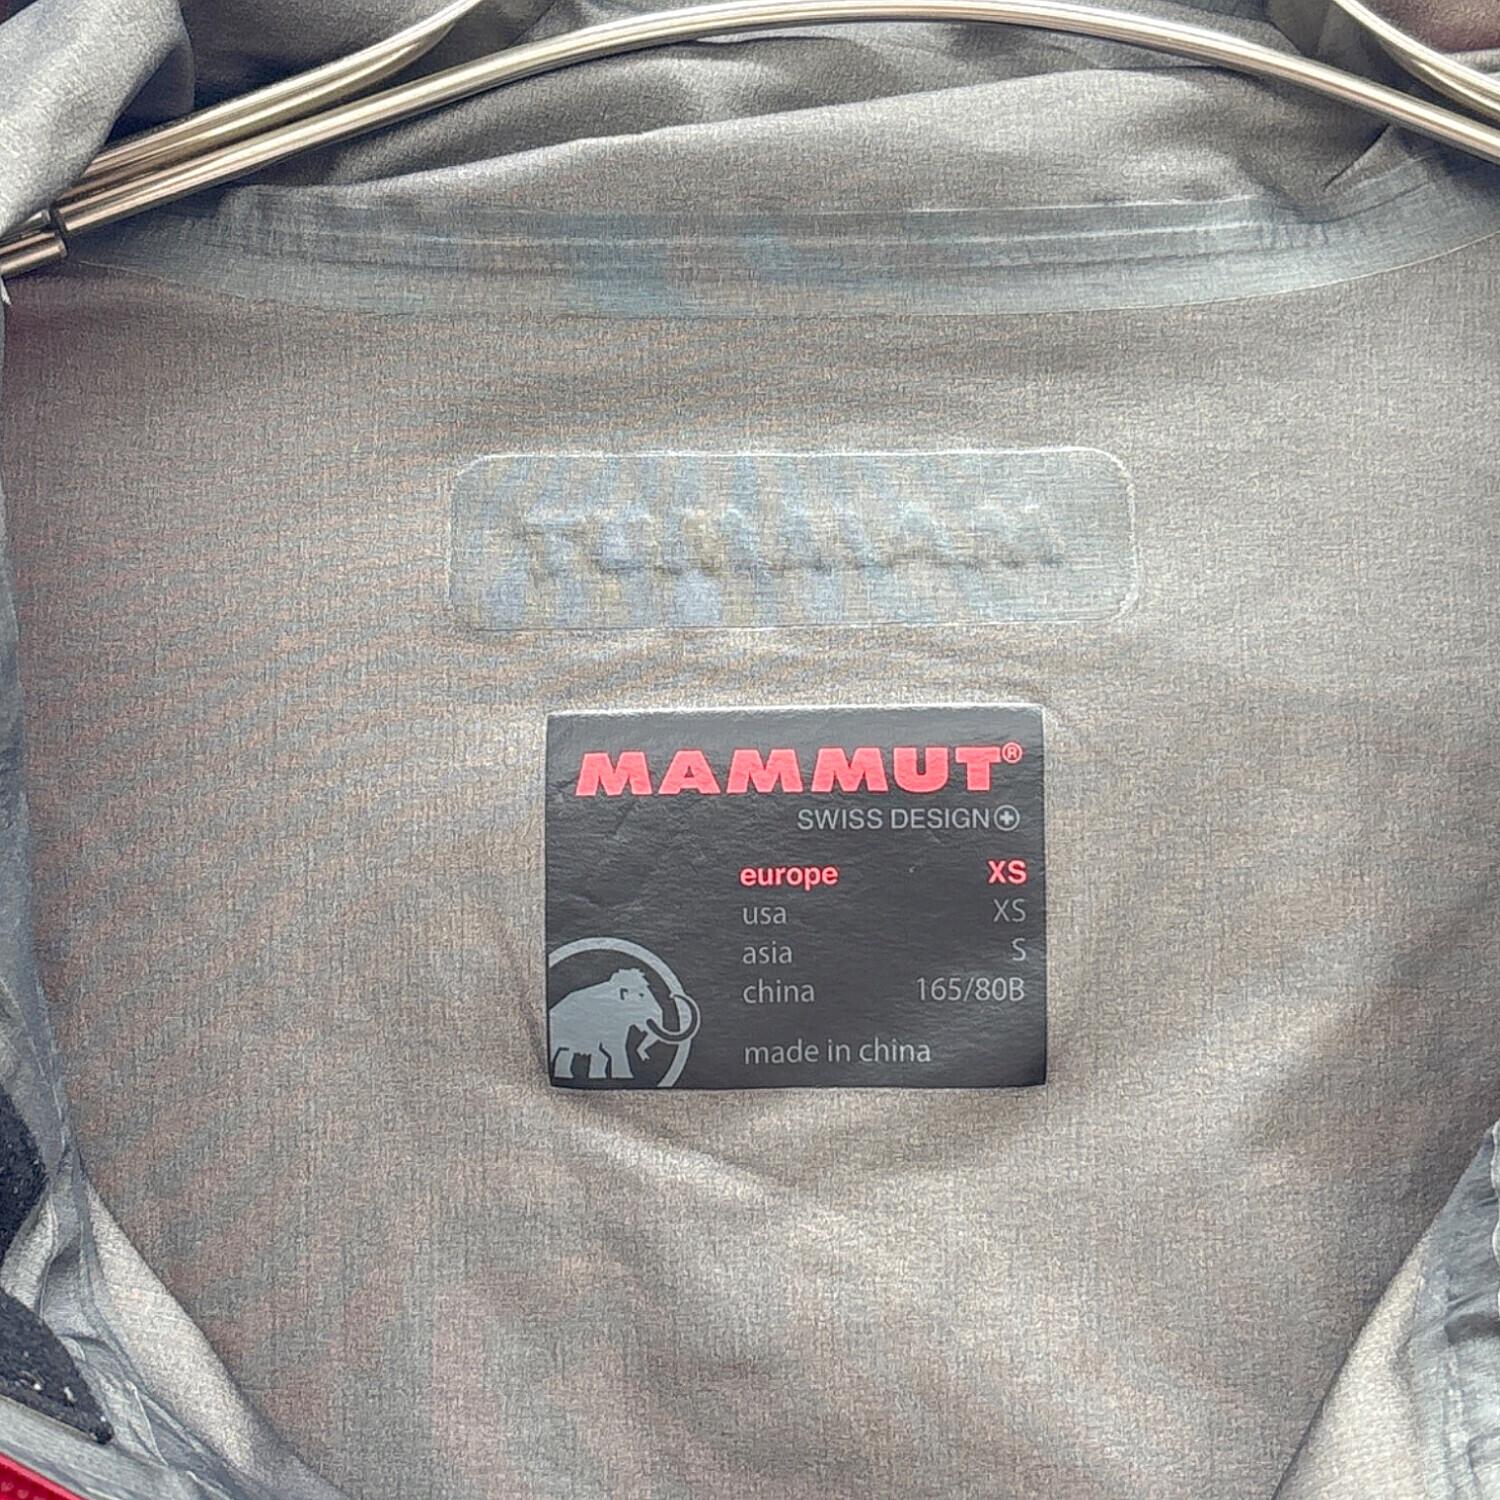 MAMMUT®
SWISS DESIGN
europe XS
usa XS
asia S
china 165/80B
made in china